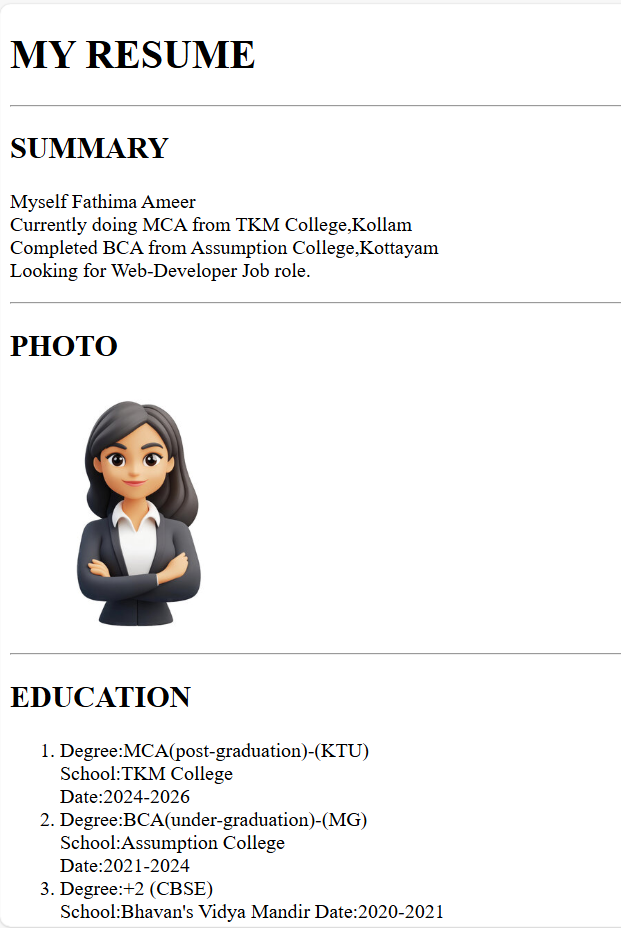 MY RESUME
SUMMARY
Myself Fathima Ameer
Currently doing MCA from TKM College,Kollam
Completed BCA from Assumption College,Kottayam
Looking for Web-Developer Job role.
PHOTO
EDUCATION
1. Degree:MCA(post-graduation)-(KTU)
School:TKM College
Date:2024-2026
2. Degree:BCA(under-graduation)-(MG)
School:Assumption College
Date:2021-2024
3. Degree:+2 (CBSE)
School:Bhavan's Vidya Mandir Date:2020-2021